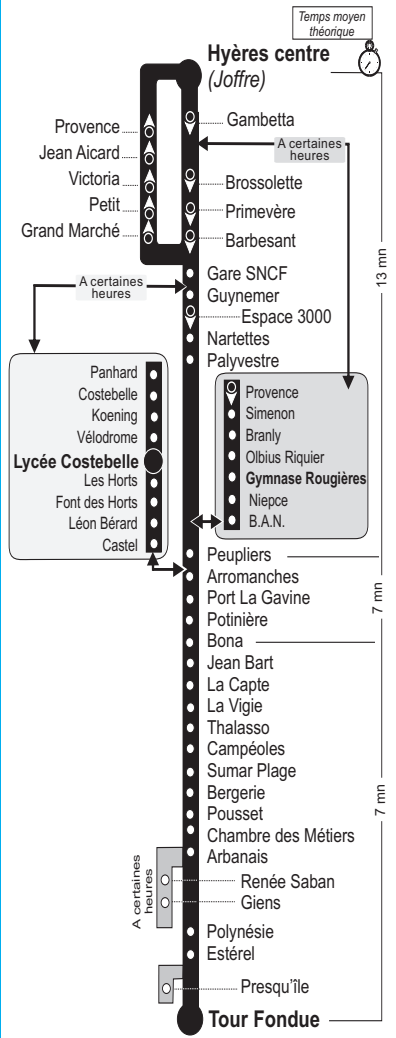 Temps moyen
théorique
Hyères centre
(Joffre)
Gambetta
Provence
A certaines
heures
Jean Aicard
Victoria
Brossolette
Petit
Primevère
Grand Marché
Barbesant
13 mn
Gare SNCF
A certaines
heures
Guynemer
Espace 3000
Nartettes
Palyvestre
Panhard
Costebelle
Koening
Vélodrome
Lycée Costebelle
Les Horts
Font des Horts
Léon Bérard
Castel
Provence
Simenon
Branly
Olbius Riquier
Gymnase Rougières
Niepce
B.A.N.
Peupliers
Arromanches
7 mn
Port La Gavine
Potinière
Bona
Jean Bart
La Capte
La Vigie
Thalasso
Campéoles
Sumar Plage
Bergerie
7 mn
Pousset
Chambre des Métiers
Arbanais
A certaines
heures
Renée Saban
Giens
Polynésie
Estérel
Presqu'île
Tour Fondue